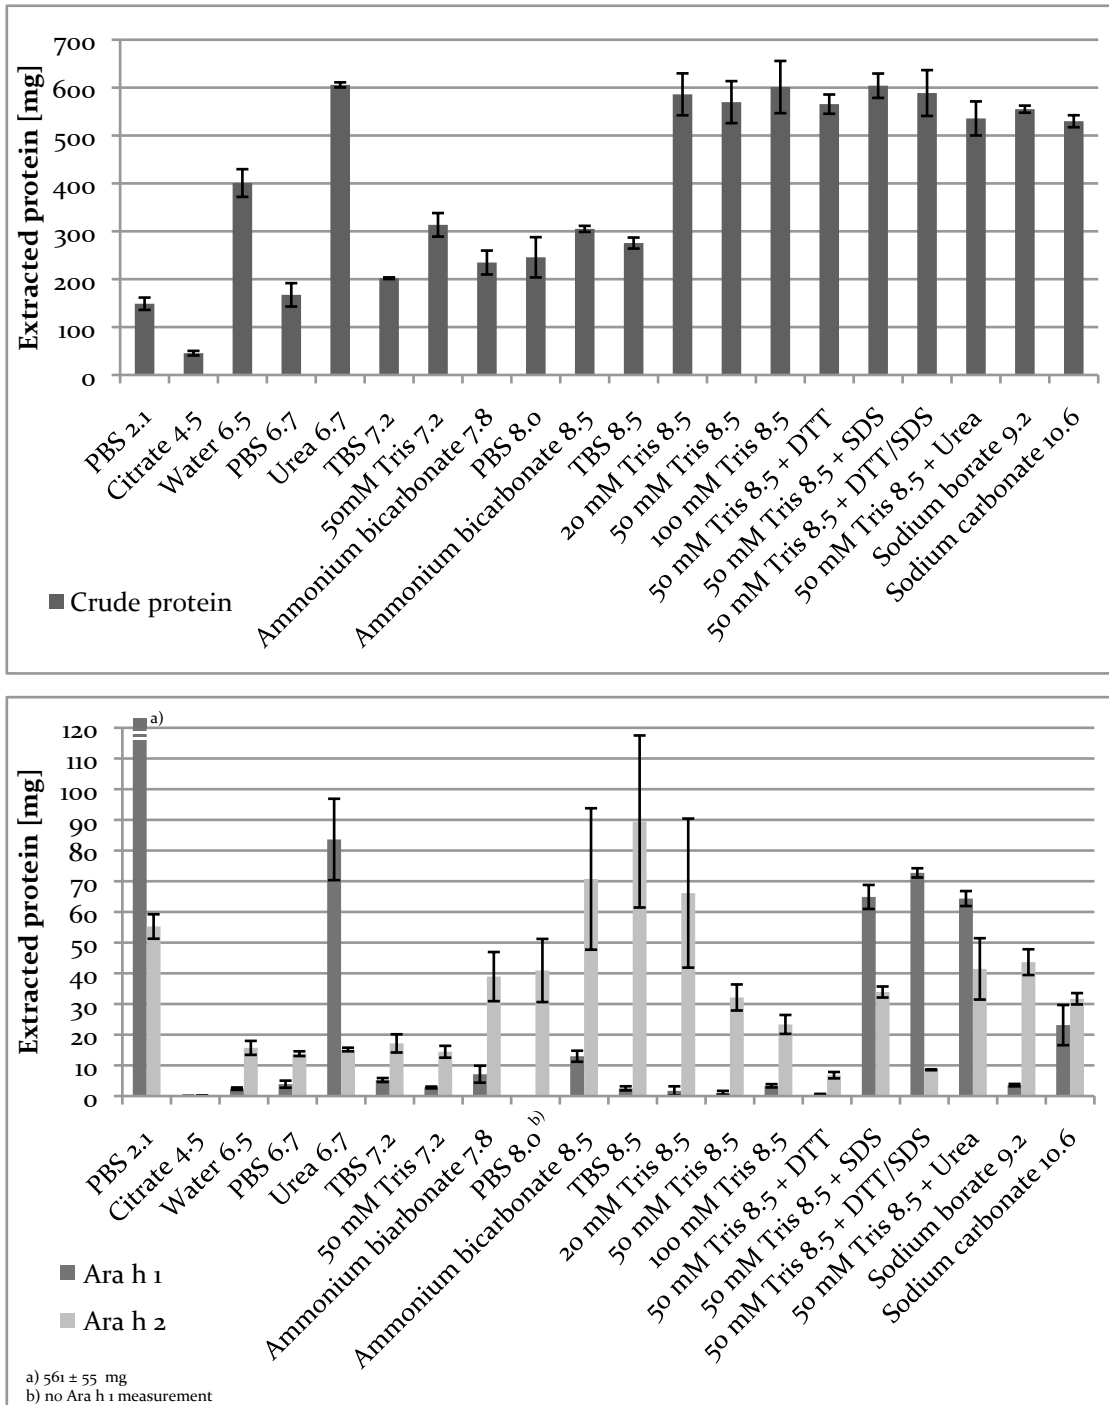 Extracted protein [mg]
700
600
500
400
300
200
100
0
PBS 2.1
Citrate 4.5
Water 6.5
PBS 6.7
Urea 6.7
TBS 7.2
50mM Tris 7.2
Ammonium bicarbonate 7.8
PBS 8.0
Ammonium bicarbonate 8.5
TBS 8.5
20 mM Tris 8.5
50 mM Tris 8.5
100 mM Tris 8.5
50 mM Tris 8.5 + DTT
50 mM Tris 8.5 + SDS
50 mM Tris 8.5 + DTT/SDS
50 mM Tris 8.5 + Urea
Sodium borate 9.2
Sodium carbonate 10.6
Crude protein
a)
Extracted protein [mg]
120
110
100
90
80
70
60
50
40
30
20
10
0
PBS 2.1
Citrate 4.5
Water 6.5
PBS 6.7
Urea 6.7
TBS 7.2
50 mM Tris 7.2
Ammonium biarbonate 7.8
PBS 8.0 b)
Ammonium bicarbonate 8.5
TBS 8.5
20 mM Tris 8.5
50 mM Tris 8.5
100 mM Tris 8.5
50 mM Tris 8.5 + DTT
50 mM Tris 8.5 + SDS
50 mM Tris 8.5 + DTT/SDS
50 mM Tris 8.5 + Urea
Sodium borate 9.2
Sodium carbonate 10.6
Ara h 1
Ara h 2
a) 561 ± 55 mg
b) no Ara h 1 measurement